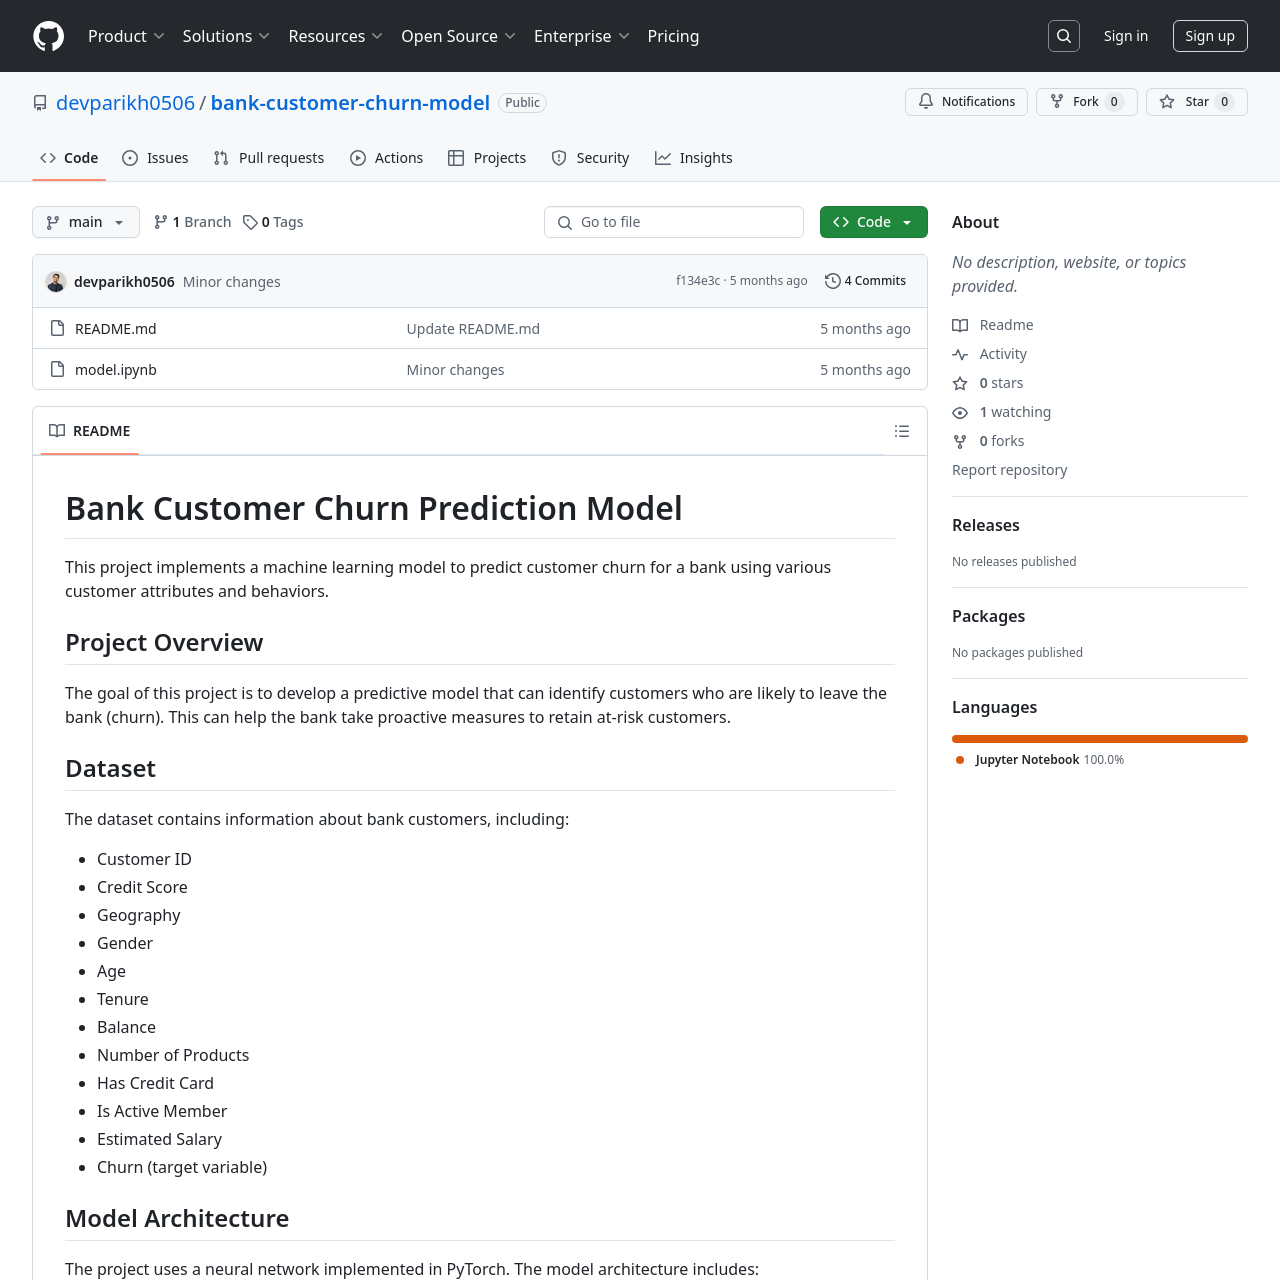 Product
Solutions
Resources
Open Source
Enterprise
Pricing
Sign in
Sign up
devparikh0506 / bank-customer-churn-model Public
Notifications
Fork 0
Star 0
Code
Issues
Pull requests
Actions
Projects
Security
Insights
main
1 Branch
0 Tags
Go to file
Code
devparikh0506 Minor changes
f134e3c · 5 months ago
4 Commits
README.md Update README.md 5 months ago
model.ipynb Minor changes 5 months ago
README
Bank Customer Churn Prediction Model
This project implements a machine learning model to predict customer churn for a bank using various
customer attributes and behaviors.
Project Overview
The goal of this project is to develop a predictive model that can identify customers who are likely to leave the
bank (churn). This can help the bank take proactive measures to retain at-risk customers.
Dataset
The dataset contains information about bank customers, including:
Customer ID
Credit Score
Geography
Gender
Age
Tenure
Balance
Number of Products
Has Credit Card
Is Active Member
Estimated Salary
Churn (target variable)
Model Architecture
The project uses a neural network implemented in PyTorch. The model architecture includes:
About
No description, website, or topics
provided.
Readme
Activity
0 stars
1 watching
0 forks
Report repository
Releases
No releases published
Packages
No packages published
Languages
Jupyter Notebook 100.0%